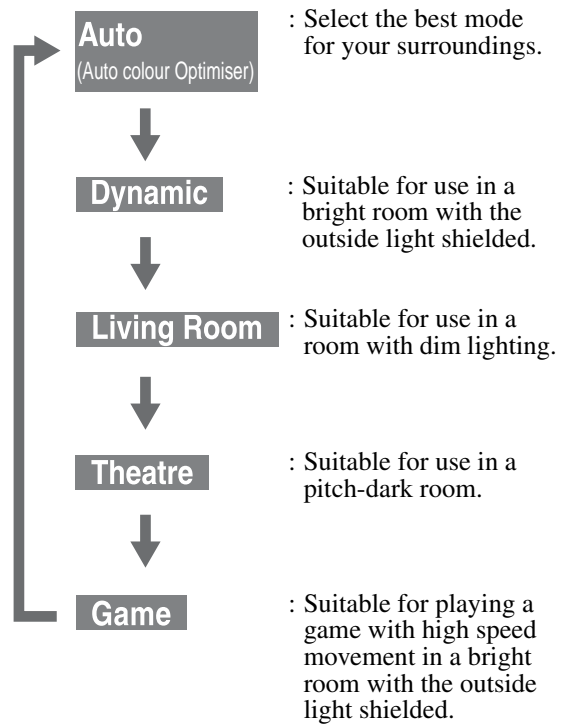 Auto
(Auto colour Optimiser)
: Select the best mode
for your surroundings.
Dynamic
: Suitable for use in a
bright room with the
outside light shielded.
Living Room
: Suitable for use in a
room with dim lighting.
Theatre
: Suitable for use in a
pitch-dark room.
Game
: Suitable for playing a
game with high speed
movement in a bright
room with the outside
light shielded.